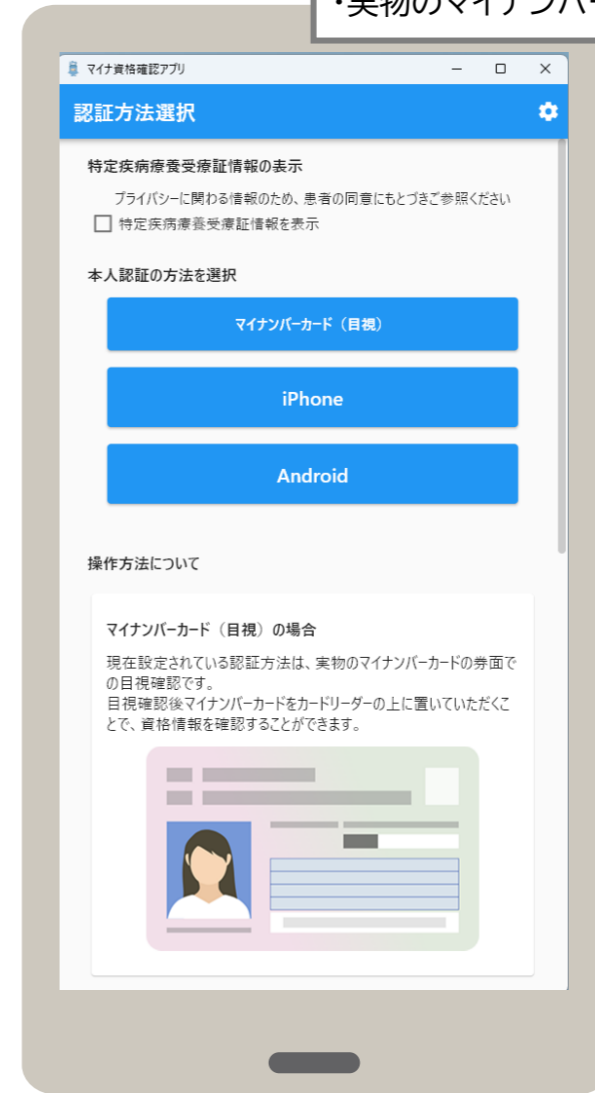 ・実物のマイナンバー
マイナ資格確認アプリ
認証方法選択
特定疾病療養受療証情報の表示
プライバシーに関わる情報のため、患者の同意にもとづきご参照ください
特定疾病療養受療証情報を表示
本人認証の方法を選択
マイナンバーカード（目視）
iPhone
Android
操作方法について
マイナンバーカード（目視）の場合
現在設定されている認証方法は、実物のマイナンバーカードの券面で
の目視確認です。
目視確認後マイナンバーカードをカードリーダーの上に置いていただくこ
とで、資格情報を確認することができます。